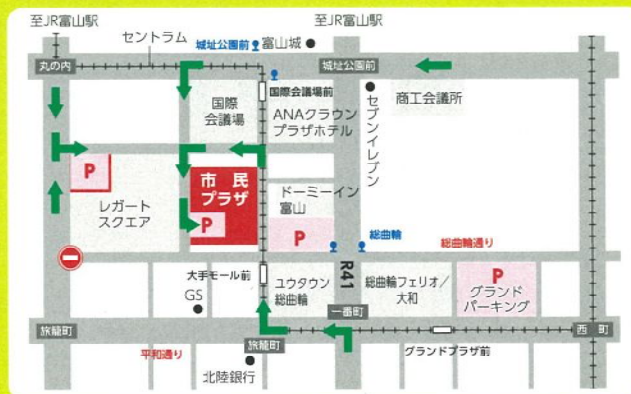 至JR富山駅
至JR富山駅
セントラム
城址公園前
富山城
丸の内
城址公園前
国際会議場前
国際
会議場
ANAクラウン
プラザホテル
セブンイレブン
商工会議所
P
レガート
スクエア
市民
プラザ
P
ドーミーイン
富山
P
総曲輪
総曲輪通り
大手モール前
GS
ユウタウン
総曲輪
R41
一番町
総曲輪フェリオ/
大和
P
グランド
パーキング
旅籠町
平和通り
旅籠町
北陸銀行
グランドプラザ前
西町